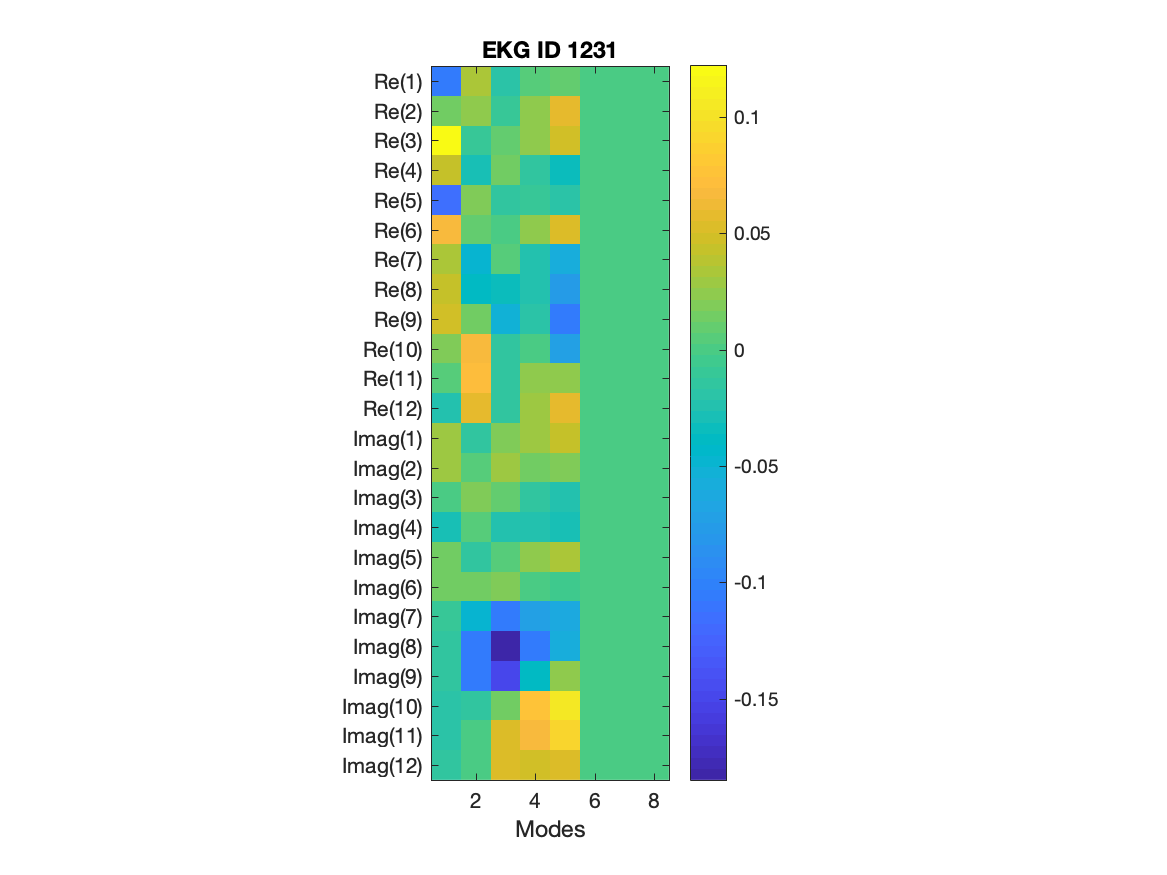 EKG ID 1231
Re(1)
Re(2)
Re(3)
Re(4)
Re(5)
Re(6)
Re(7)
Re(8)
Re(9)
Re(10)
Re(11)
Re(12)
Imag(1)
Imag(2)
Imag(3)
Imag(4)
Imag(5)
Imag(6)
Imag(7)
Imag(8)
Imag(9)
Imag(10)
Imag(11)
Imag(12)
2 4 6 8
Modes
0.1
0.05
0
-0.05
-0.1
-0.15